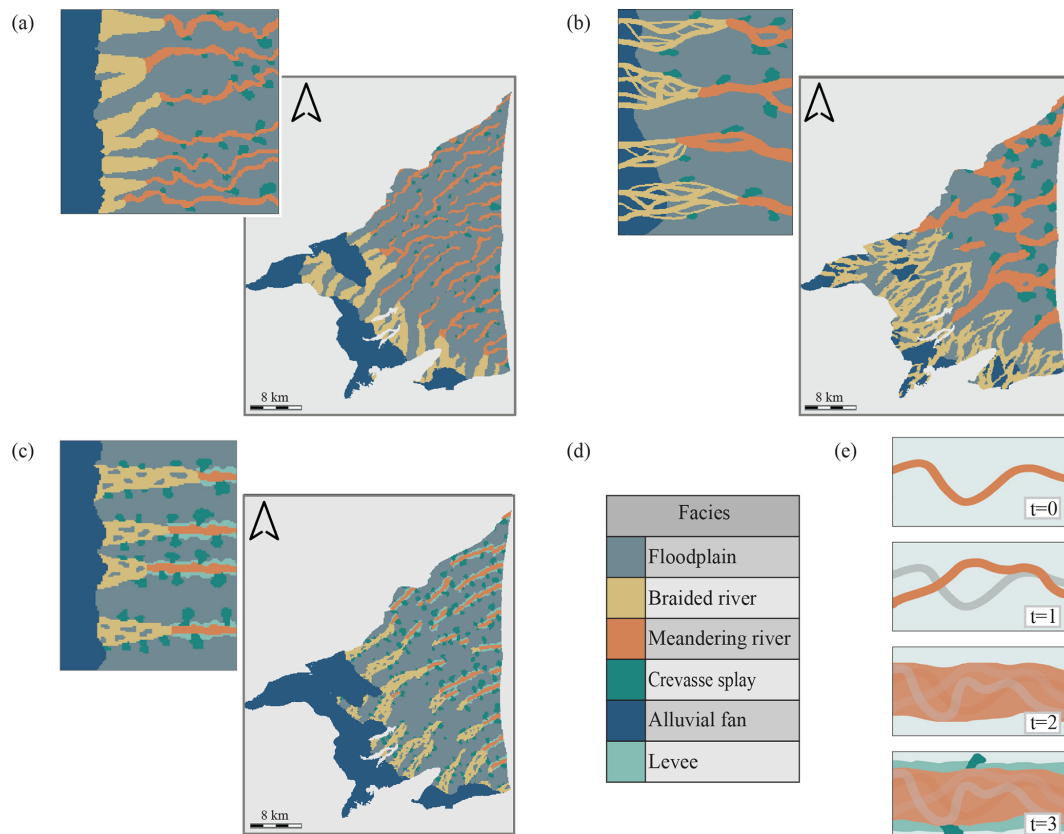 (a)
(b)
8 km
8 km
(c)
(d)
(e)
Facies
Floodplain
Braided river
Meandering river
Crevasse splay
Alluvial fan
Levee
t=0
t=1
t=2
t=3
8 km